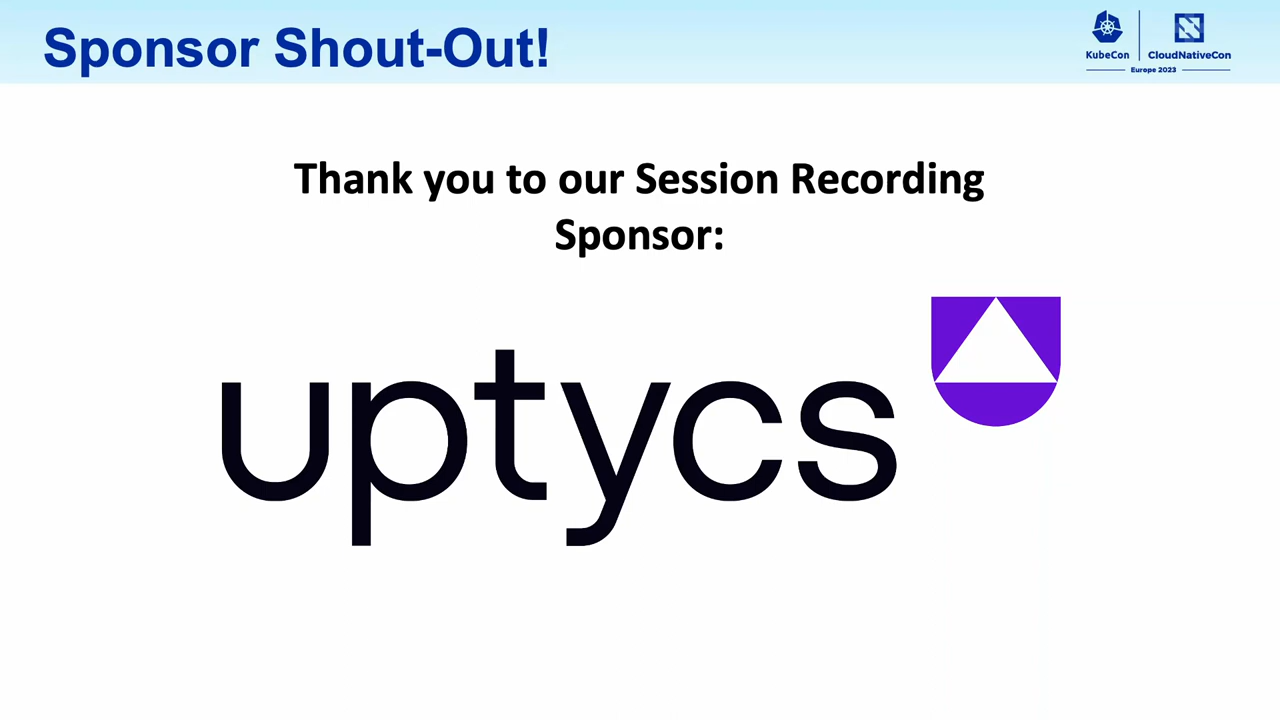 Sponsor Shout-Out!
KubeCon
CloudNativeCon
Europe 2023
Thank you to our Session Recording
Sponsor:
uptycs